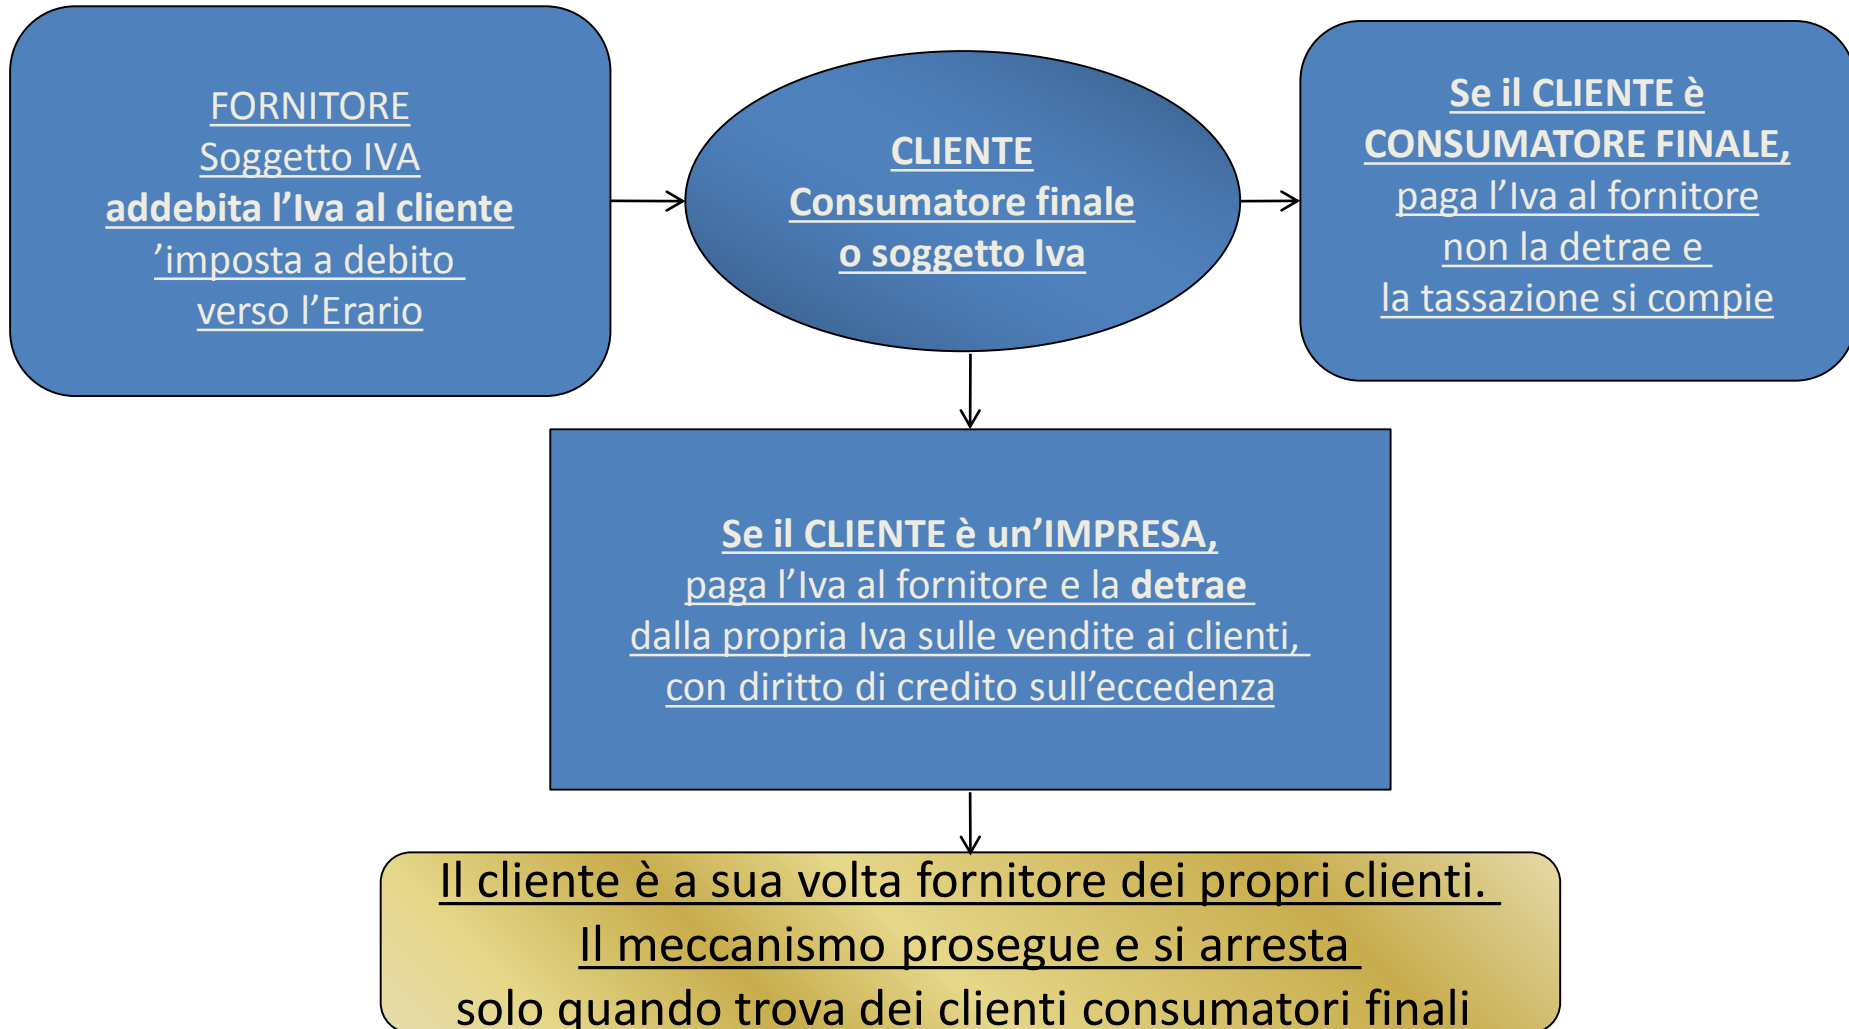 FORNITORE
Soggetto IVA
addebita l’Iva al cliente
’imposta a debito
verso l’Erario
CLIENTE
Consumatore finale
o soggetto Iva
Se il CLIENTE è
CONSUMATORE FINALE,
paga l’Iva al fornitore
non la detrae e
la tassazione si compie
Se il CLIENTE è un’IMPRESA,
paga l’Iva al fornitore e la detrae
dalla propria Iva sulle vendite ai clienti,
con diritto di credito sull’eccedenza
Il cliente è a sua volta fornitore dei propri clienti.
Il meccanismo prosegue e si arresta
solo quando trova dei clienti consumatori finali